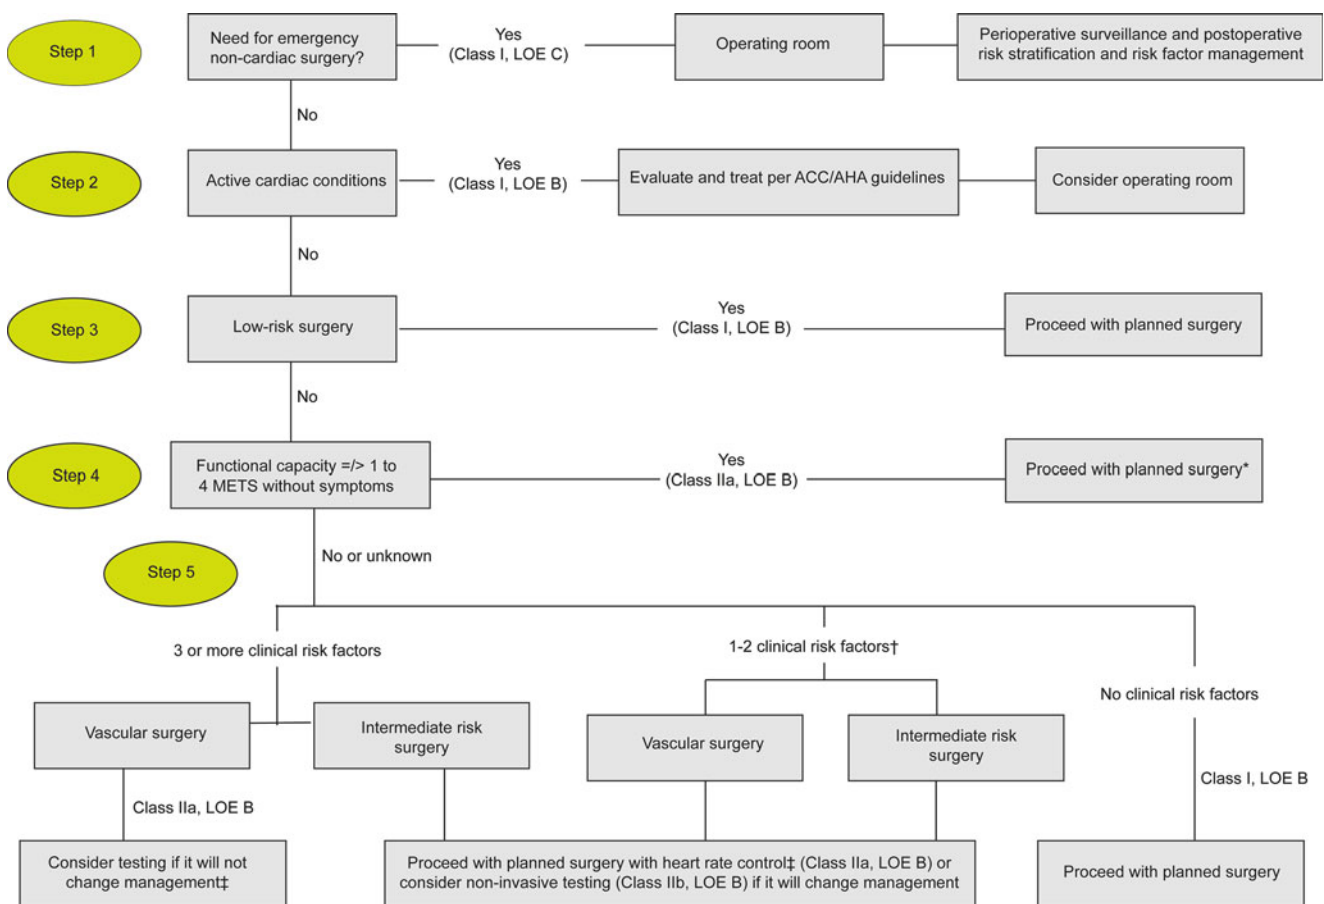 Step 1
Need for emergency
non-cardiac surgery?
Yes
(Class I, LOE C)
Operating room
Perioperative surveillance and postoperative
risk stratification and risk factor management
No
Step 2
Active cardiac conditions
Yes
(Class I, LOE B)
Evaluate and treat per ACC/AHA guidelines
Consider operating room
No
Step 3
Low-risk surgery
Yes
(Class I, LOE B)
Proceed with planned surgery
No
Step 4
Functional capacity =/> 1 to
4 METS without symptoms
Yes
(Class IIa, LOE B)
Proceed with planned surgery*
No or unknown
Step 5
3 or more clinical risk factors
1-2 clinical risk factors†
No clinical risk factors
Vascular surgery
Intermediate risk
surgery
Vascular surgery
Intermediate risk
surgery
Class IIa, LOE B
Class I, LOE B
Consider testing if it will not
change management‡
Proceed with planned surgery with heart rate control‡ (Class IIa, LOE B) or
consider non-invasive testing (Class IIb, LOE B) if it will change management
Proceed with planned surgery